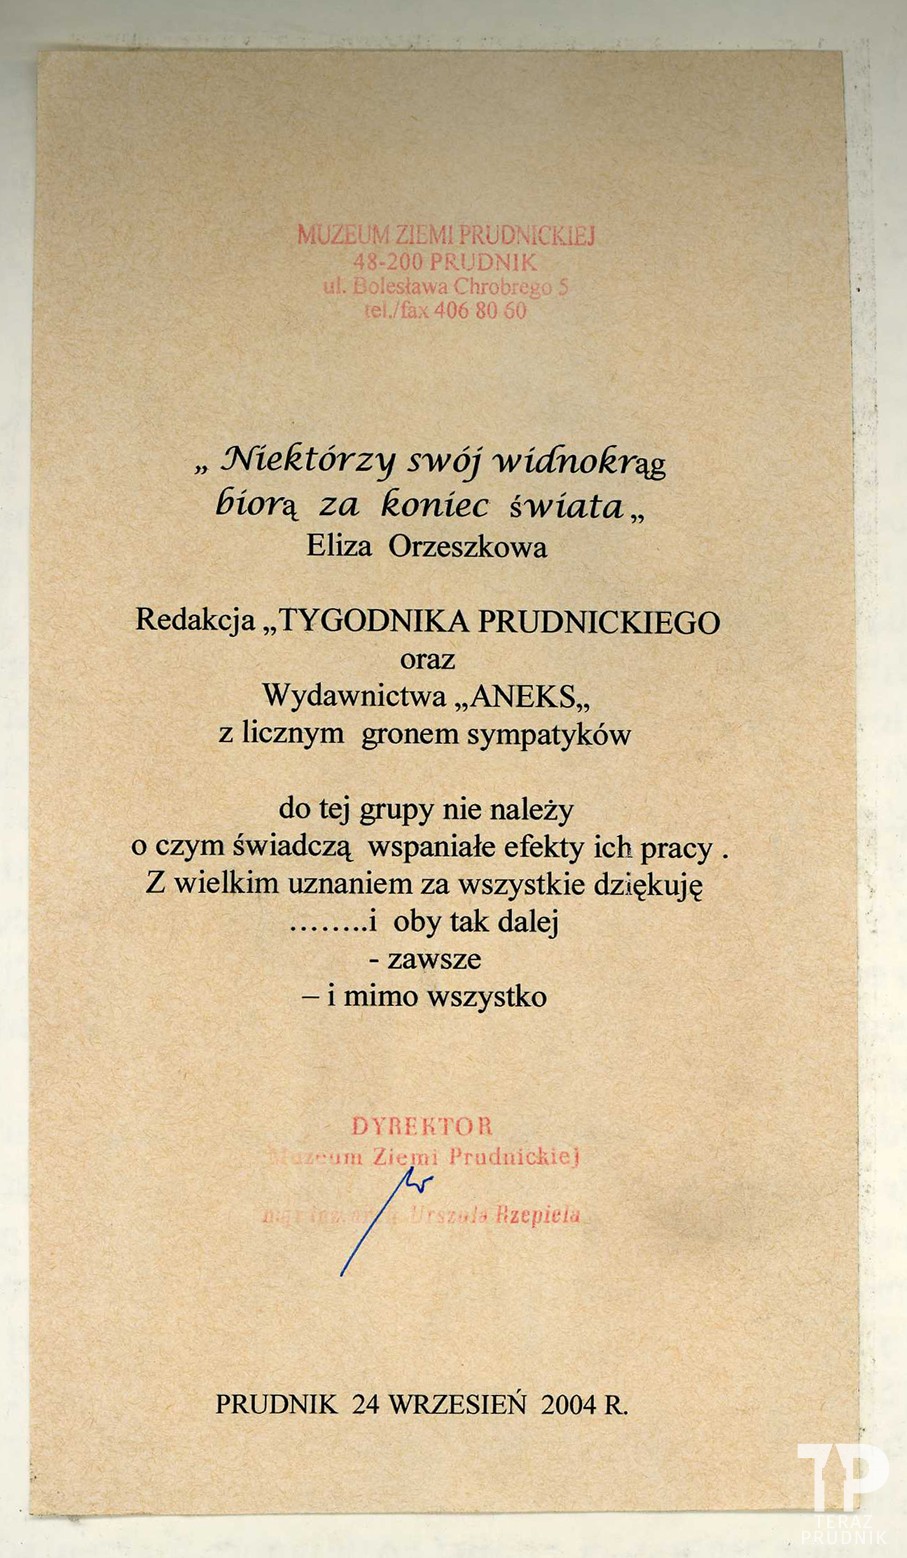 MUZEUM ZIEMI PRUDNICKIEJ
48-200 PRUDNIK
ul. Bolesława Chrobrego 5
tel./fax 406 80 60
„ Niektórzy swój widnokrąg
biorą za koniec świata „
Eliza Orzeszkowa
Redakcja „TYGODNIKA PRUDNICKIEGO
oraz
Wydawnictwa „ANEKS„
z licznym gronem sympatyków
do tej grupy nie należy
o czym świadczą wspaniałe efekty ich pracy .
Z wielkim uznaniem za wszystkie dziękuję
........i oby tak dalej
- zawsze
– i mimo wszystko
DYREKTOR
Muzeum Ziemi Prudnickiej
Urszula Rzepiela
PRUDNIK 24 WRZESIEŃ 2004 R.
TP
TERAZ
PRUDNIK